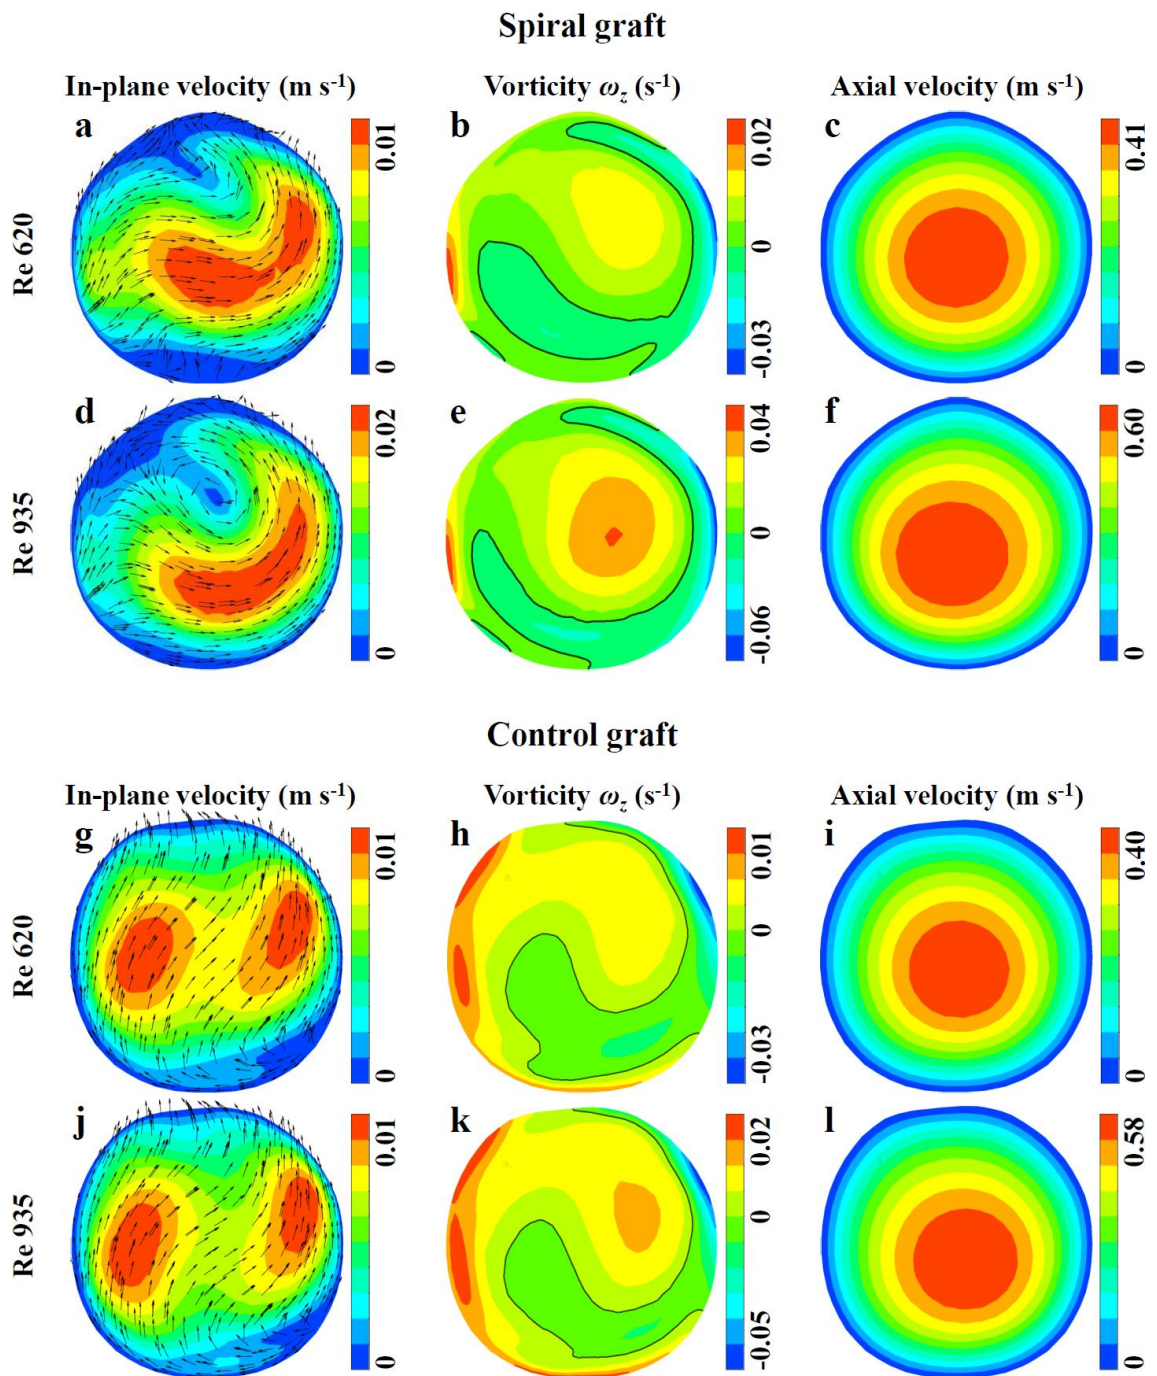 Spiral graft
In-plane velocity (m s-1) Vorticity ωz (s-1) Axial velocity (m s-1)
Re 620
a 0.01 0
b 0.02 0 -0.03
c 0.41 0
Re 935
d 0.02 0
e 0.04 0 -0.06
f 0.60 0
Control graft
In-plane velocity (m s-1) Vorticity ωz (s-1) Axial velocity (m s-1)
Re 620
g 0.01 0
h 0.01 0 -0.03
i 0.40 0
Re 935
j 0.01 0
k 0.02 0 -0.05
l 0.58 0